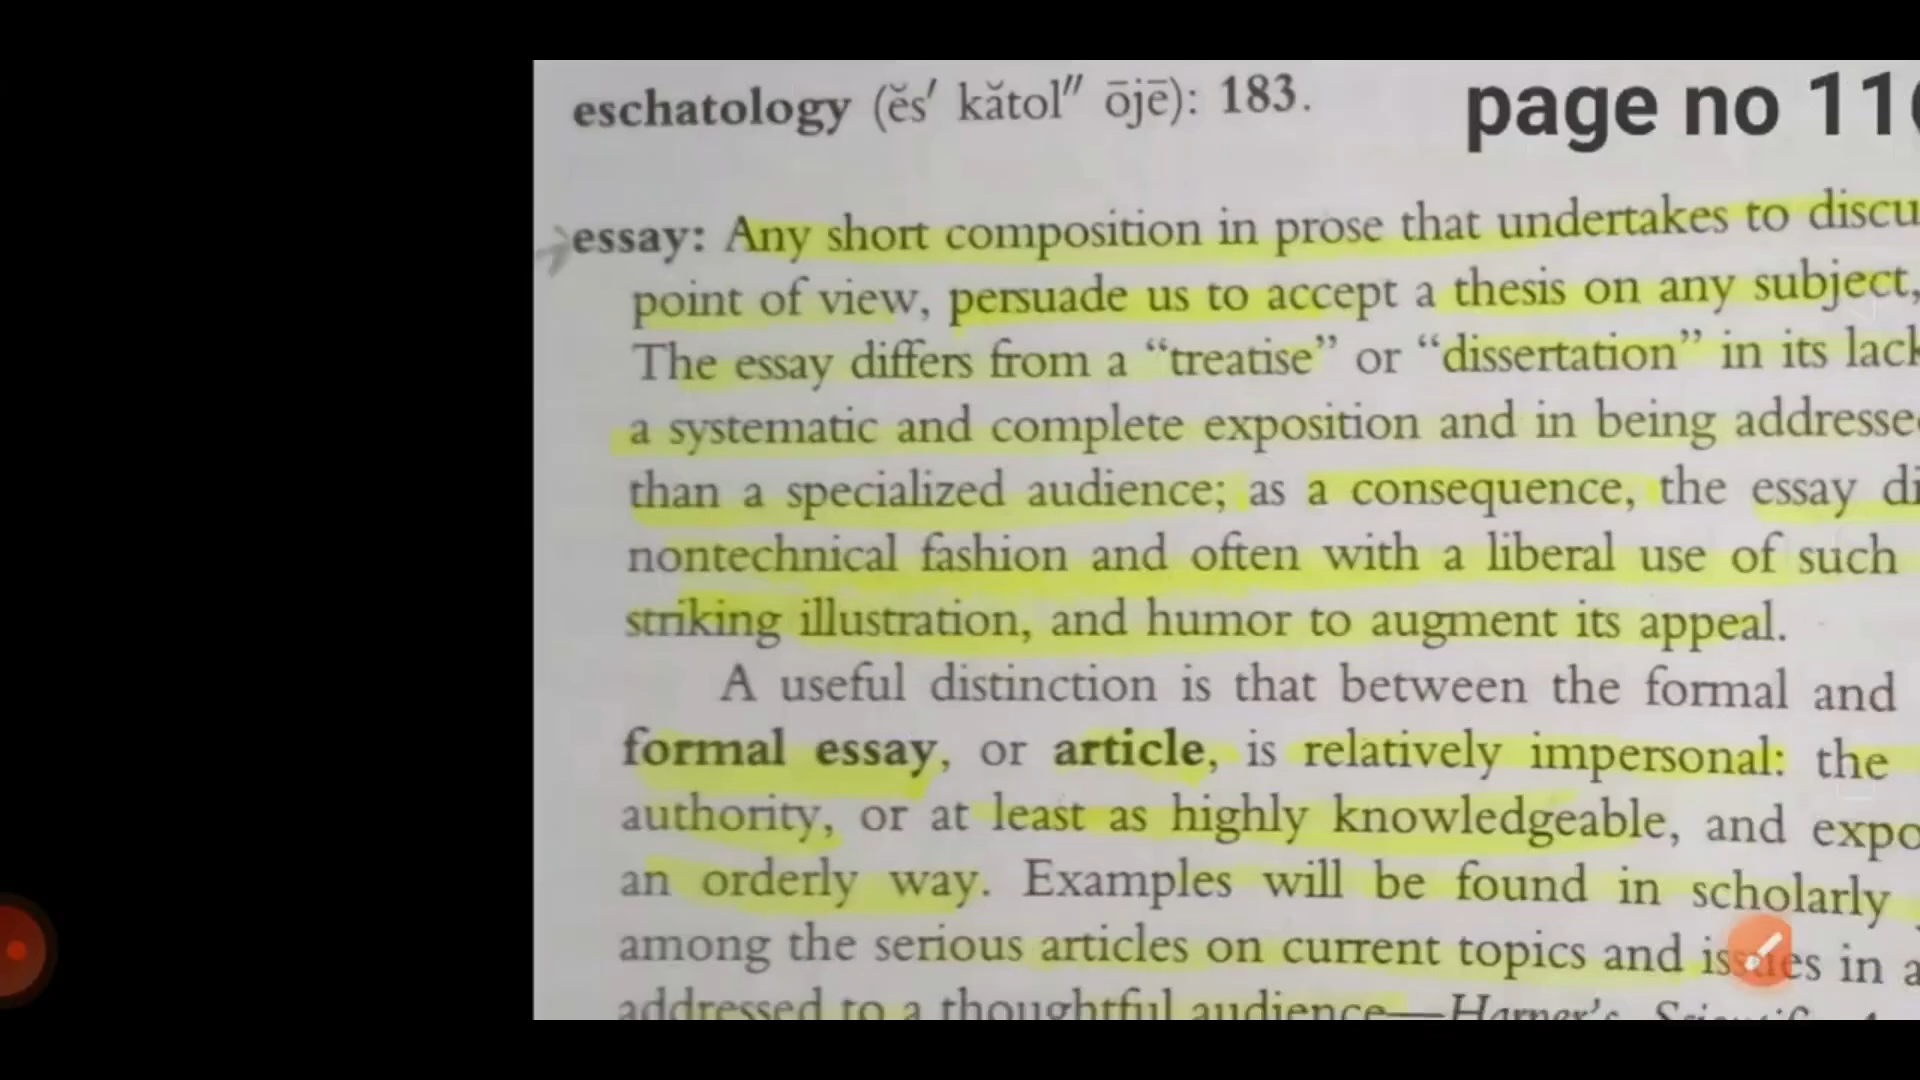 eschatology (ĕs′ kătol″ ōjē): 183.
page no 11
essay: Any short composition in prose that undertakes to discu
point of view, persuade us to accept a thesis on any subject,
The essay differs from a “treatise” or “dissertation” in its lack
a systematic and complete exposition and in being addresse
than a specialized audience; as a consequence, the essay di
nontechnical fashion and often with a liberal use of such
striking illustration, and humor to augment its appeal.
A useful distinction is that between the formal and
formal essay, or article, is relatively impersonal: the
authority, or at least as highly knowledgeable, and expo
an orderly way. Examples will be found in scholarly
among the serious articles on current topics and issues in a
addressed to a thoughtful audience—Harper's, Scientific